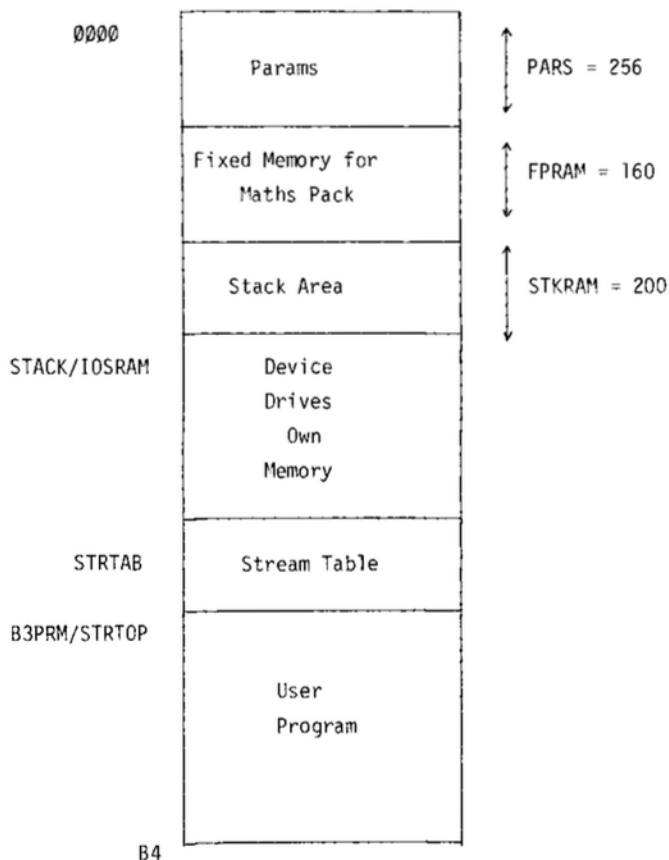 0000
Params
PARS = 256
Fixed Memory for
Maths Pack
FPRAM = 160
Stack Area
STKRAM = 200
STACK/IOSRAM
Device
Drives
Own
Memory
STRTAB
Stream Table
B3PRM/STRTOP
User
Program
B4